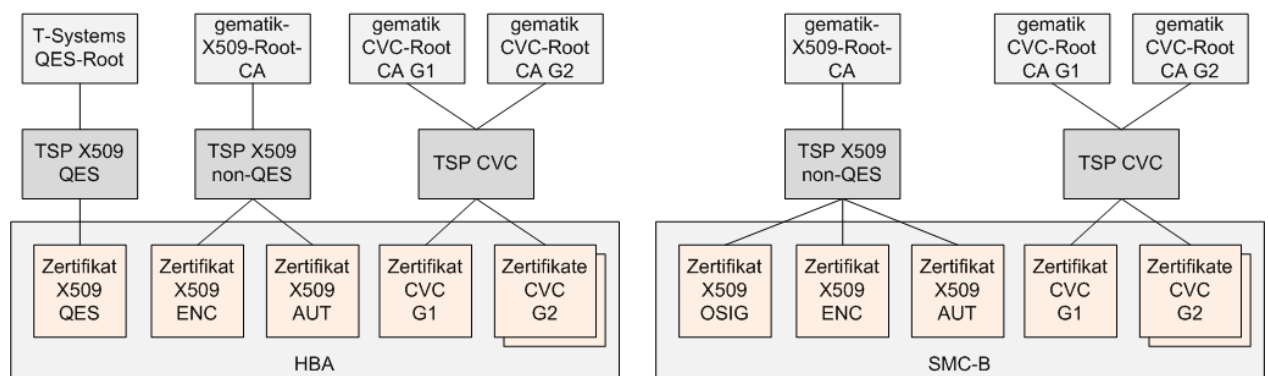 T-Systems
QES-Root
gematik-
X509-Root-
CA
gematik
CVC-Root
CA G1
gematik
CVC-Root
CA G2
gematik-
X509-Root-
CA
gematik
CVC-Root
CA G1
gematik
CVC-Root
CA G2
TSP X509
QES
TSP X509
non-QES
TSP CVC
TSP X509
non-QES
TSP CVC
Zertifikat
X509
QES
Zertifikat
X509
ENC
Zertifikat
X509
AUT
Zertifikat
CVC
G1
Zertifikate
CVC
G2
HBA
Zertifikat
X509
OSIG
Zertifikat
X509
ENC
Zertifikat
X509
AUT
Zertifikat
CVC
G1
Zertifikate
CVC
G2
SMC-B